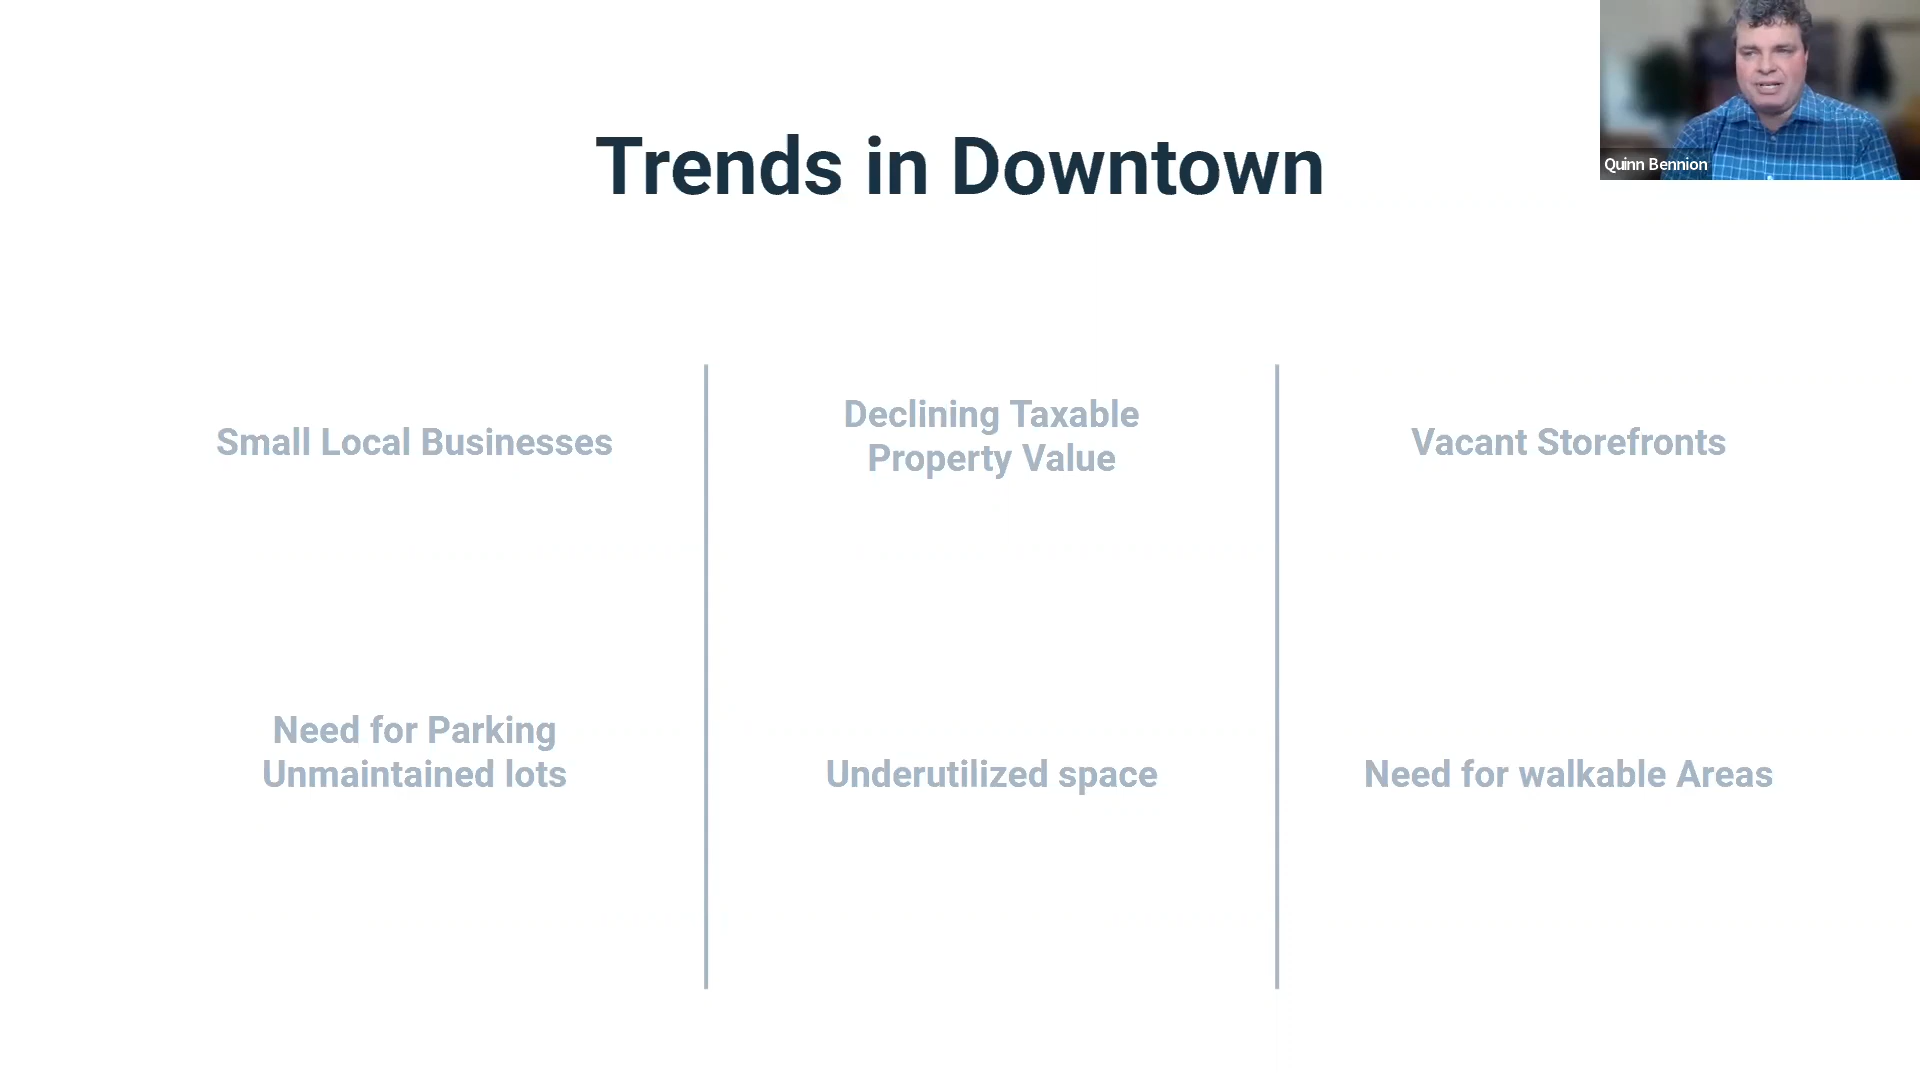 Trends in Downtown
Quinn Bennion
Small Local Businesses
Declining Taxable
Property Value
Vacant Storefronts
Need for Parking
Unmaintained lots
Underutilized space
Need for walkable Areas